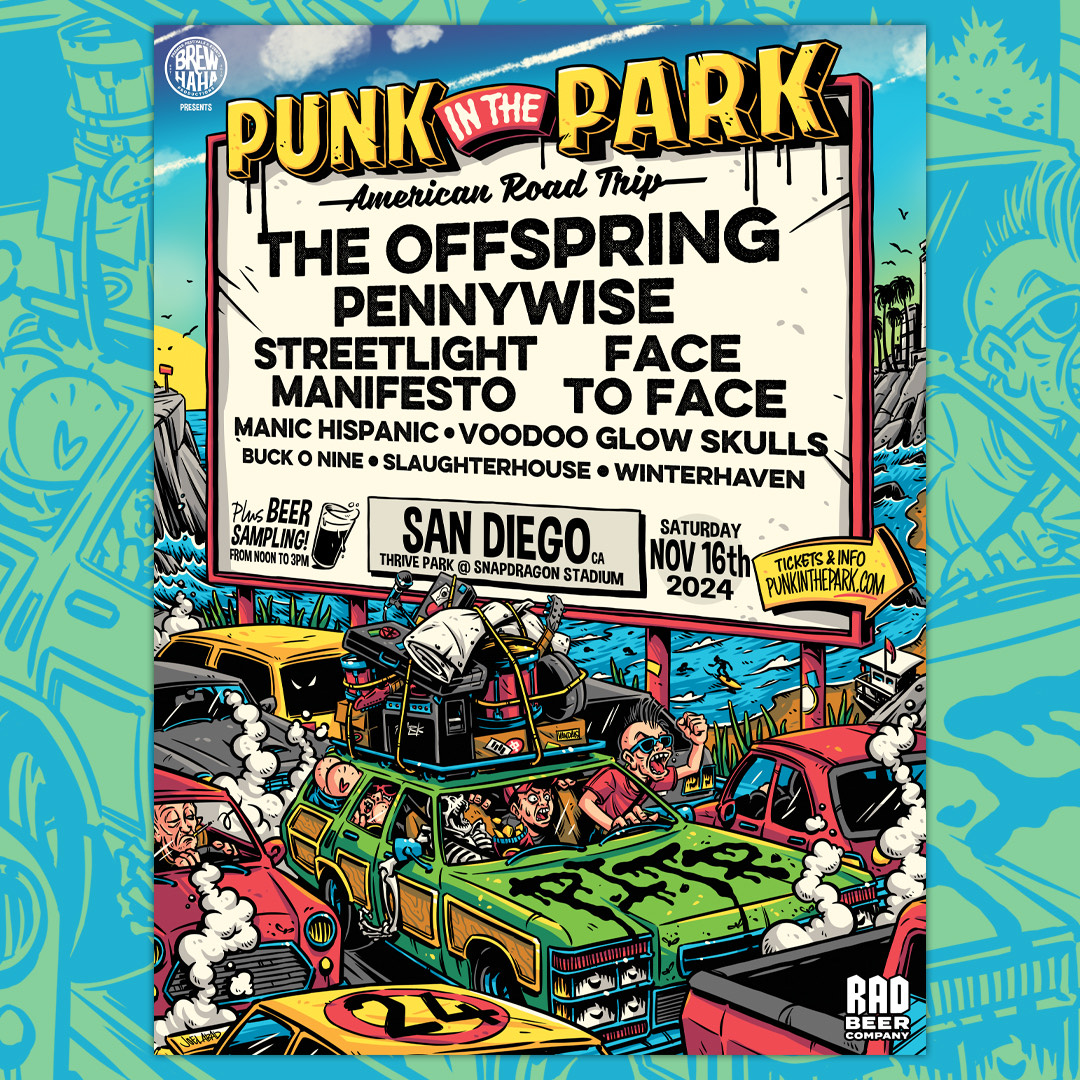 BREW
HAHA
PRODUCTIONS
PRESENTS
PUNK IN THE PARK
American Road Trip
THE OFFSPRING
PENNYWISE
STREETLIGHT MANIFESTO
FACE TO FACE
MANIC HISPANIC • VOODOO GLOW SKULLS
BUCK O NINE • SLAUGHTERHOUSE • WINTERHAVEN
Plus BEER
SAMPLING!
FROM NOON TO 3PM
SAN DIEGO CA
THRIVE PARK @ SNAPDRAGON STADIUM
SATURDAY
NOV 16th
2024
TICKETS & INFO
PUNKINTHEPARK.COM
PITP
24
RAD
BEER
COMPANY